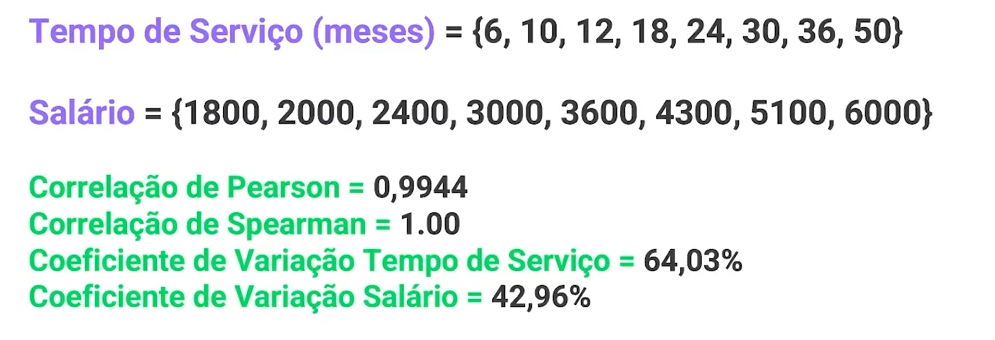 Tempo de Serviço (meses) = {6, 10, 12, 18, 24, 30, 36, 50}
Salário = {1800, 2000, 2400, 3000, 3600, 4300, 5100, 6000}
Correlação de Pearson = 0,9944
Correlação de Spearman = 1.00
Coeficiente de Variação Tempo de Serviço = 64,03%
Coeficiente de Variação Salário = 42,96%